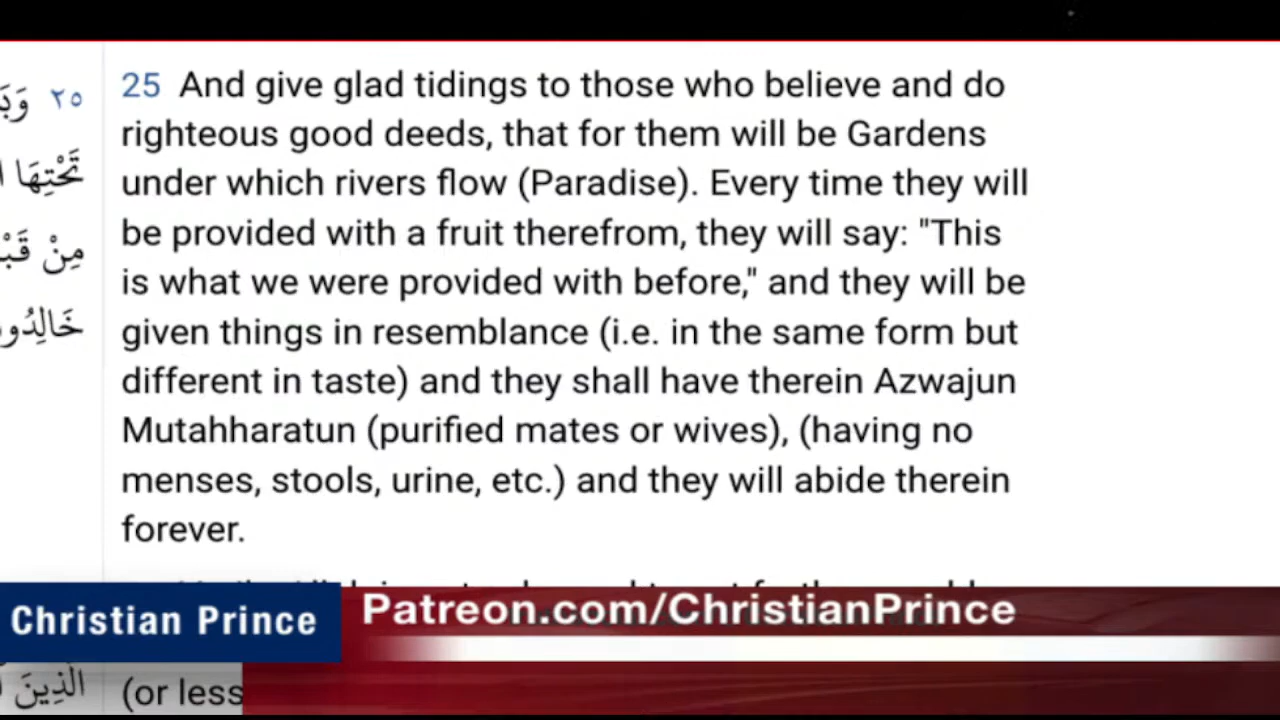 25 And give glad tidings to those who believe and do
righteous good deeds, that for them will be Gardens
under which rivers flow (Paradise). Every time they will
be provided with a fruit therefrom, they will say: "This
is what we were provided with before," and they will be
given things in resemblance (i.e. in the same form but
different in taste) and they shall have therein Azwajun
Mutahharatun (purified mates or wives), (having no
menses, stools, urine, etc.) and they will abide therein
forever.
٢٥
تَحْتِهَا
مِنْ
Christian Prince
Patreon.com/ChristianPrince
الَّذِينَ
(or less